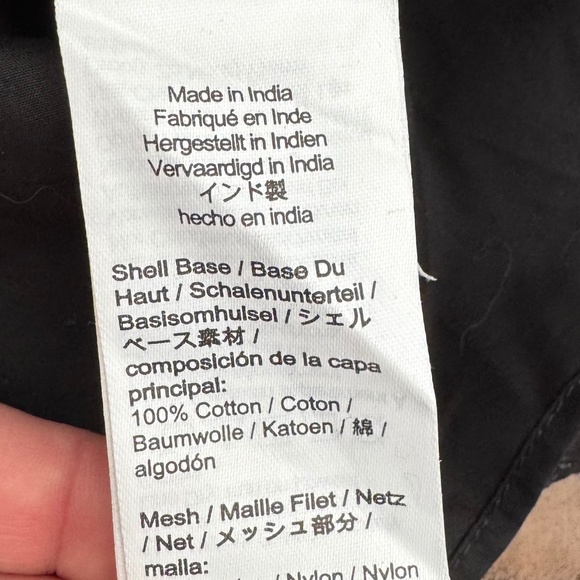 Made in India
Fabriqué en Inde
Hergestellt in Indien
Vervaardigd in India
インド製
hecho en india
Shell Base / Base Du
Haut / Schalenunterteil /
Basisomhulsel / シェル
ベース素材 /
composición de la capa
principal:
100% Cotton / Coton /
Baumwolle / Katoen / 綿 /
algodón
Mesh / Maille Filet / Netz
/ Net / メッシュ部分 /
malla:
/ Nylon / Nylon